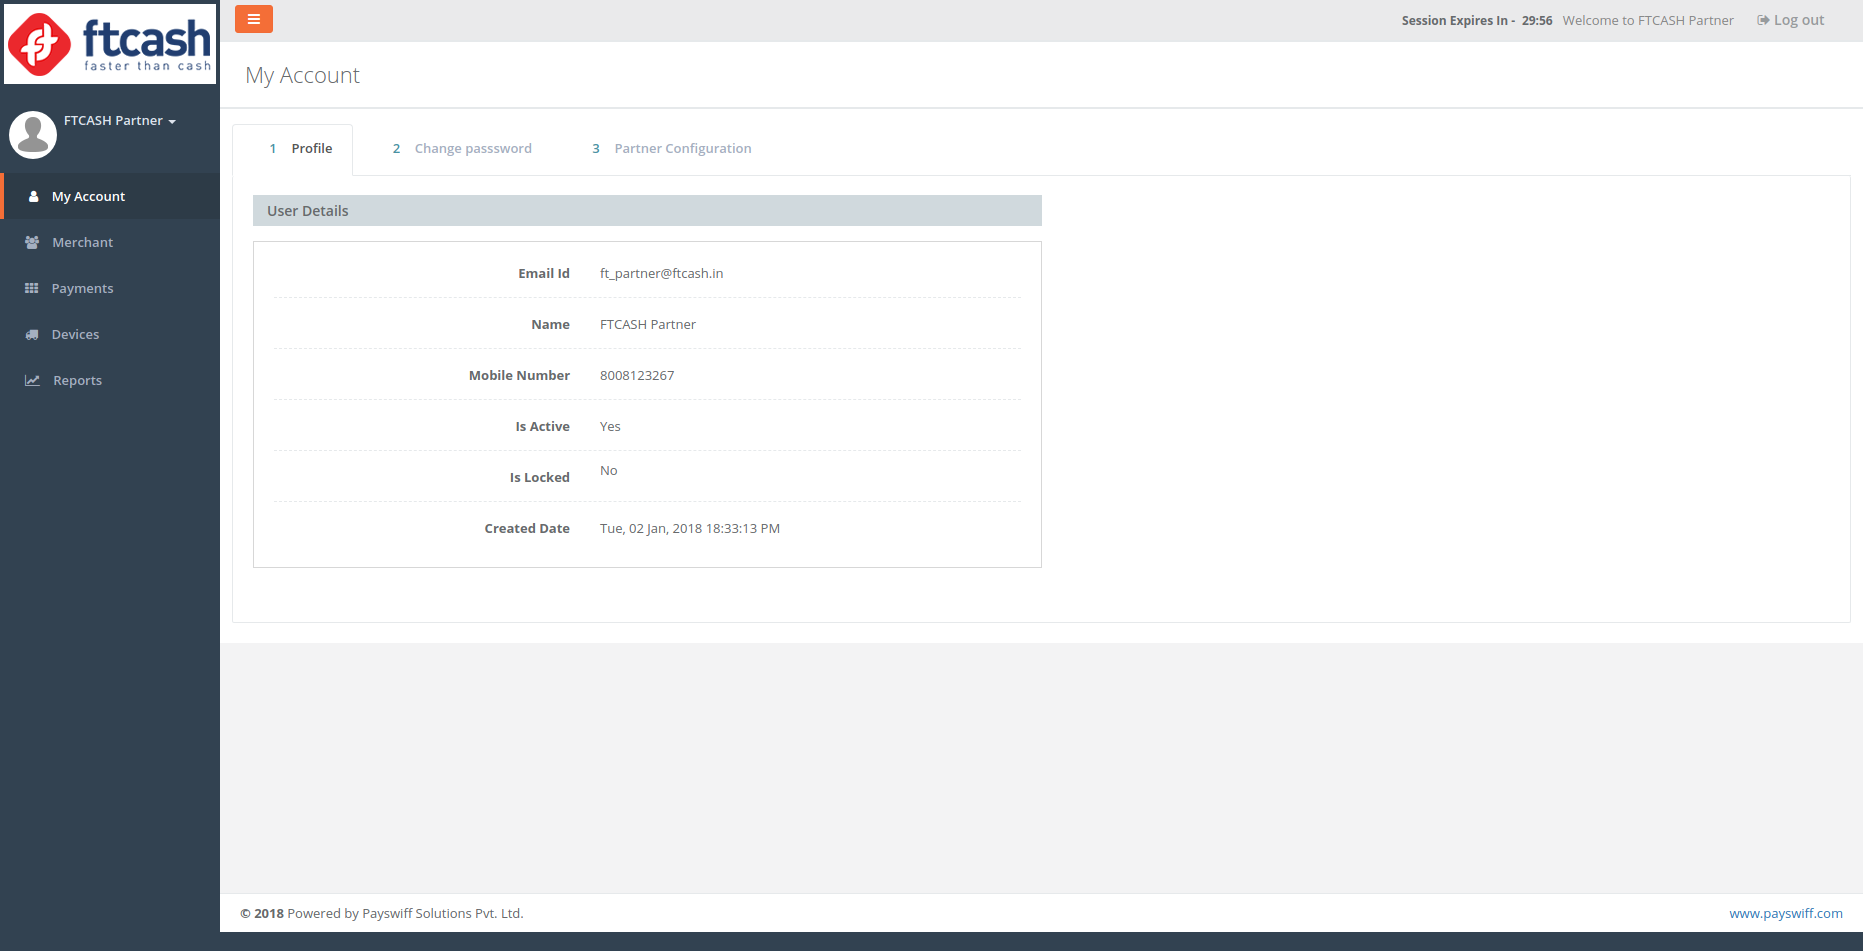 ftcash
faster than cash
Session Expires In - 29:56 Welcome to FTCASH Partner Log out
My Account
FTCASH Partner
My Account
Merchant
Payments
Devices
Reports
1 Profile 2 Change passsword 3 Partner Configuration
User Details
Email Id ft_partner@ftcash.in
Name FTCASH Partner
Mobile Number 8008123267
Is Active Yes
Is Locked No
Created Date Tue, 02 Jan, 2018 18:33:13 PM
© 2018 Powered by Payswiff Solutions Pvt. Ltd. www.payswiff.com